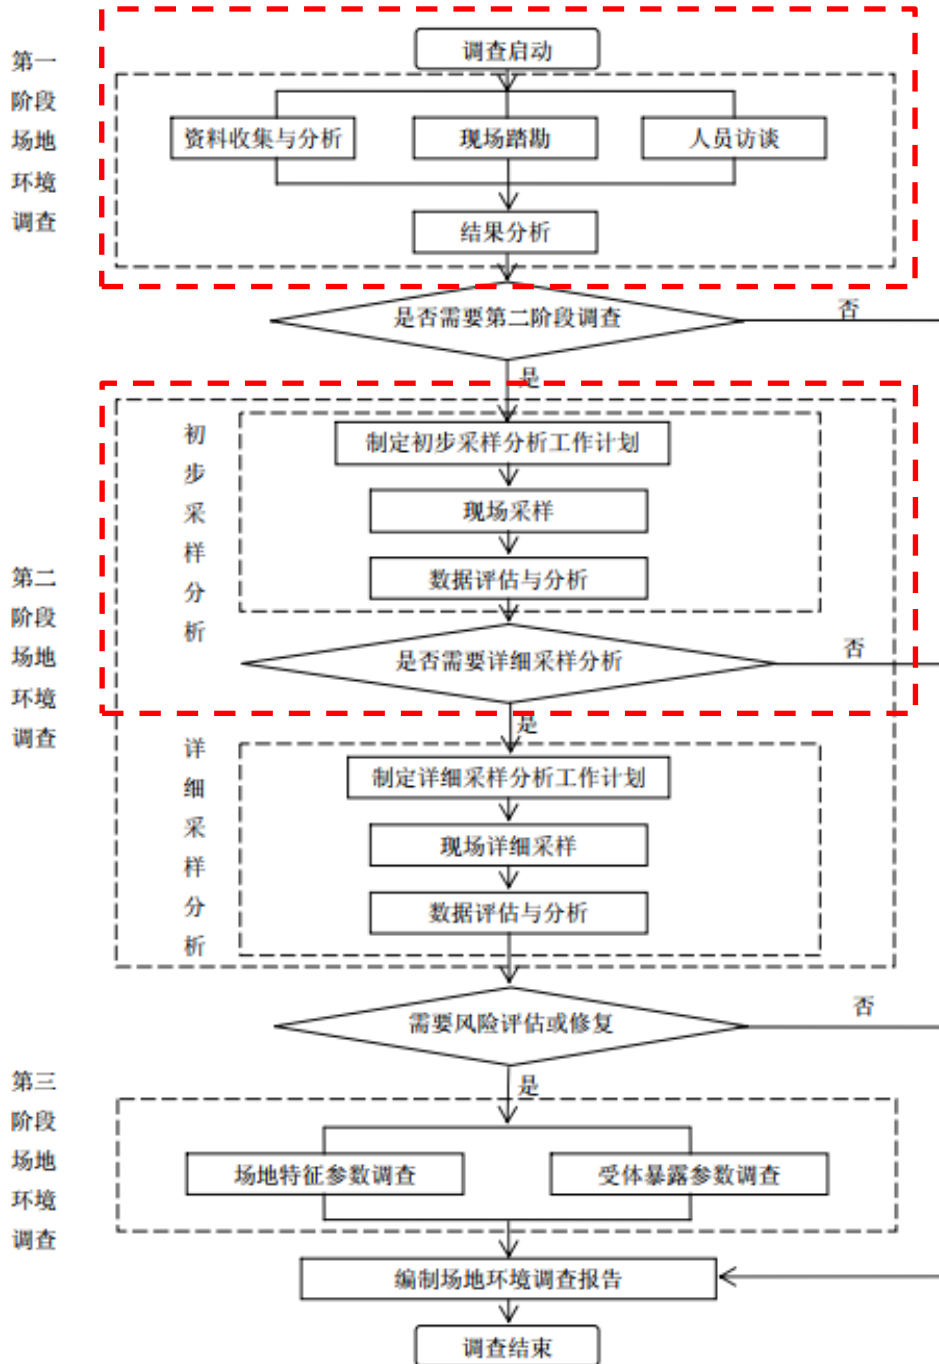 调查启动
第一
阶段
场地
环境
调查
资料收集与分析
现场踏勘
人员访谈
结果分析
是否需要第二阶段调查
否
是
初
步
采
样
分
析
制定初步采样分析工作计划
现场采样
数据评估与分析
第二
阶段
场地
环境
调查
是否需要详细采样分析
否
是
详
细
采
样
分
析
制定详细采样分析工作计划
现场详细采样
数据评估与分析
需要风险评估或修复
否
是
第三
阶段
场地
环境
调查
场地特征参数调查
受体暴露参数调查
编制场地环境调查报告
调查结束